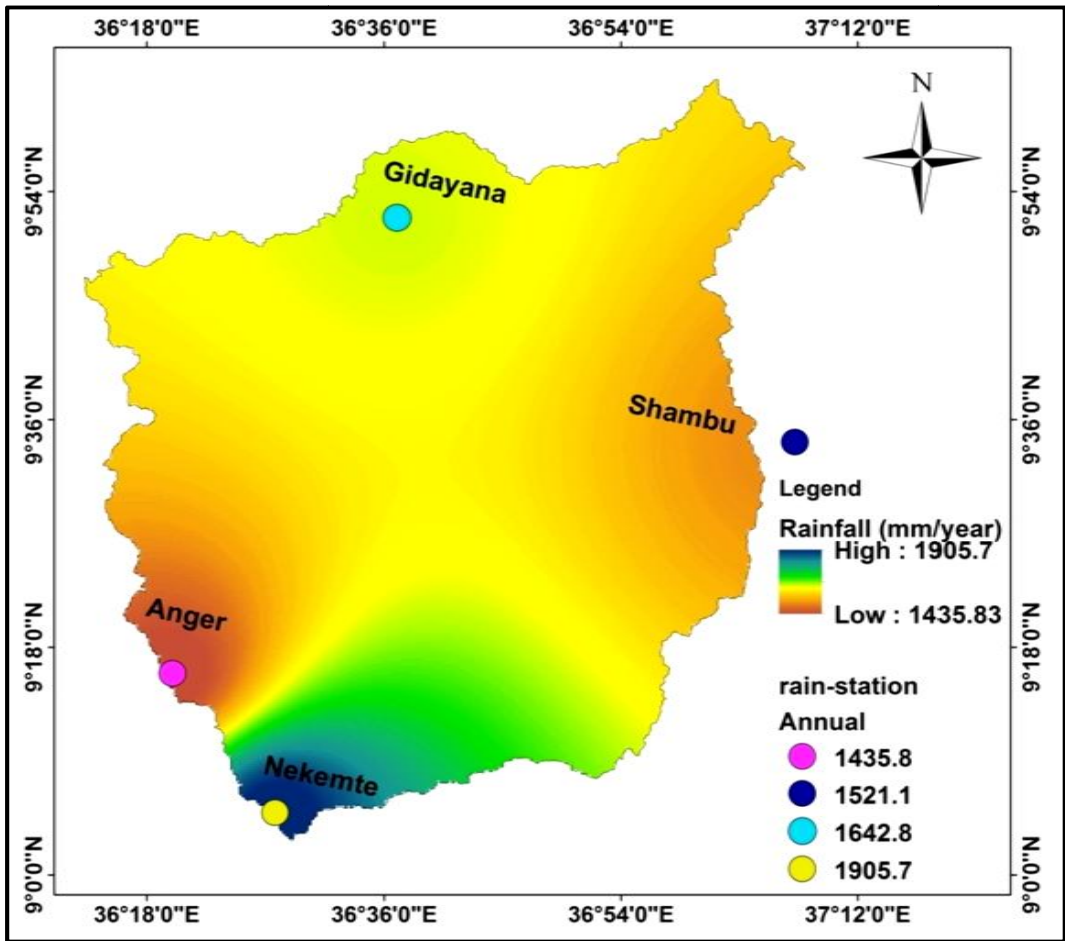 36°18'0"E 36°36'0"E 36°54'0"E 37°12'0"E
N
Gidayana
9°54'0"N 9°54'0"N
Shambu
9°36'0"N 9°36'0"N
Legend
Rainfall (mm/year)
High : 1905.7
Low : 1435.83
Anger
9°18'0"N 9°18'0"N
rain-station
Annual
1435.8
1521.1
1642.8
1905.7
Nekemte
9°0'0"N 9°0'0"N
36°18'0"E 36°36'0"E 36°54'0"E 37°12'0"E